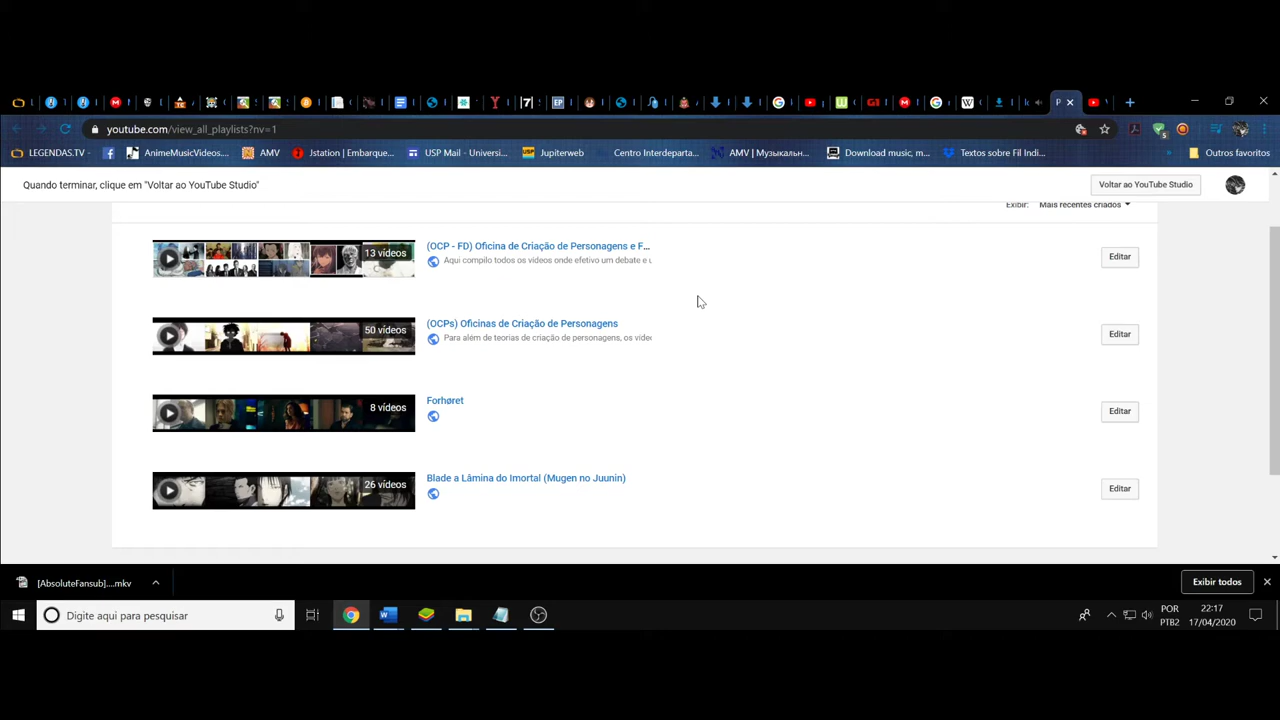 youtube.com/view_all_playlists?nv=1
LEGENDAS.TV
AnimeMusicVideos....
AMV
Jstation | Embarque...
USP Mail - Universi...
Jupiterweb
Centro Interdeparta...
AMV | Музыкальн...
Download music, m...
Textos sobre Fil Indi...
Outros favoritos
Quando terminar, clique em "Voltar ao YouTube Studio"
Voltar ao YouTube Studio
Exibir: Mais recentes criados
13 vídeos
(OCP - FD) Oficina de Criação de Personagens e F...
Aqui compilo todos os vídeos onde efetivo um debate e u
Editar
50 vídeos
(OCPs) Oficinas de Criação de Personagens
Para além de teorias de criação de personagens, os víde
Editar
8 vídeos
Forhøret
Editar
26 vídeos
Blade a Lâmina do Imortal (Mugen no Juunin)
Editar
[AbsoluteFansub]....mkv
Exibir todos
Digite aqui para pesquisar
POR
PTB2
22:17
17/04/2020